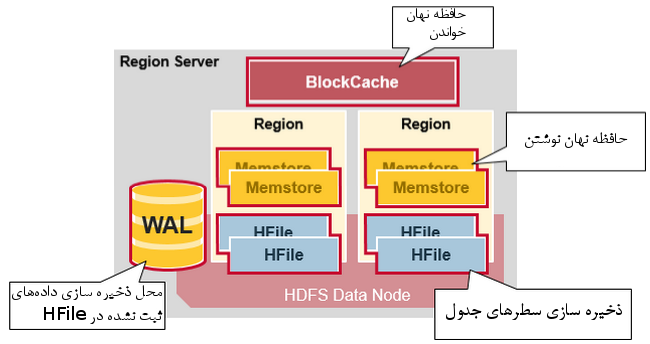 حافظه نهان
خواندن
Region Server
BlockCache
Region
Region
حافظه نهان نوشتن
Memstore
Memstore
Memstore
Memstore
WAL
HFile
HFile
HFile
HFile
HDFS Data Node
محل ذخیره سازی داده‌های
ثبت نشده در HFile
ذخیره سازی سطرهای جدول